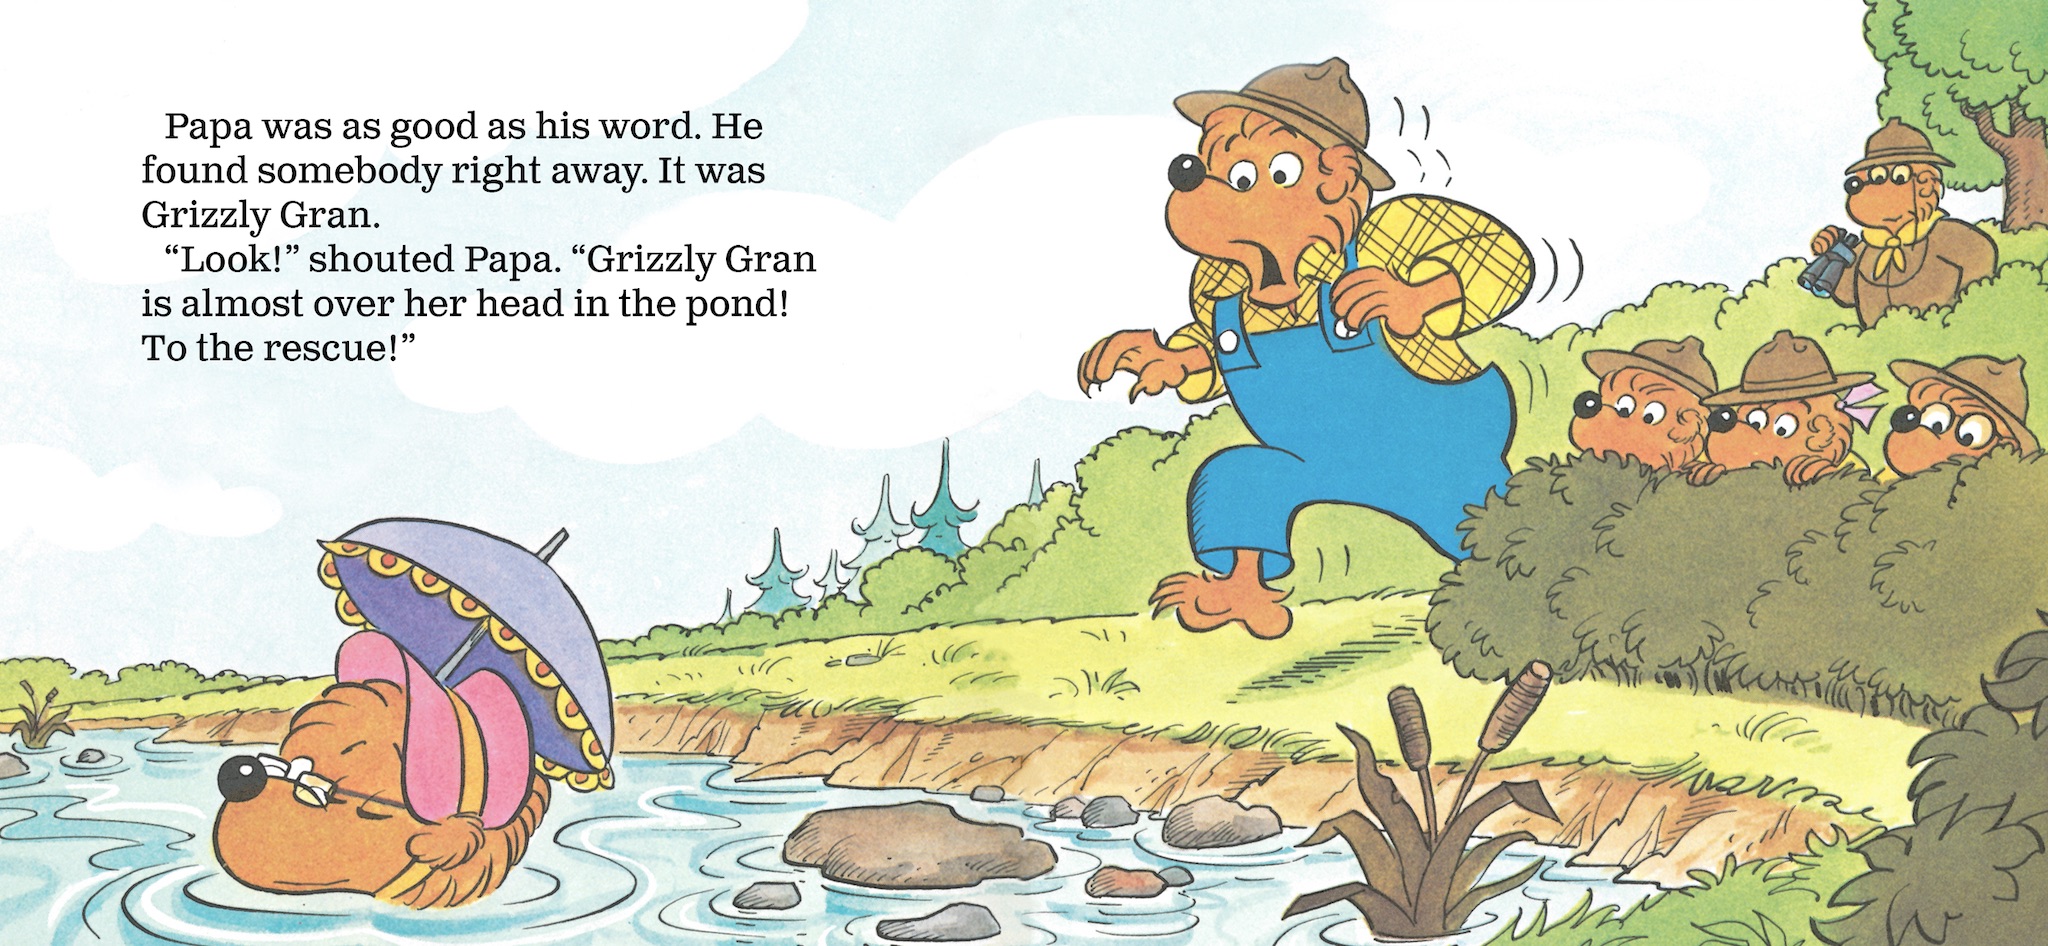 Papa was as good as his word. He
found somebody right away. It was
Grizzly Gran.
“Look!” shouted Papa. “Grizzly Gran
is almost over her head in the pond!
To the rescue!”